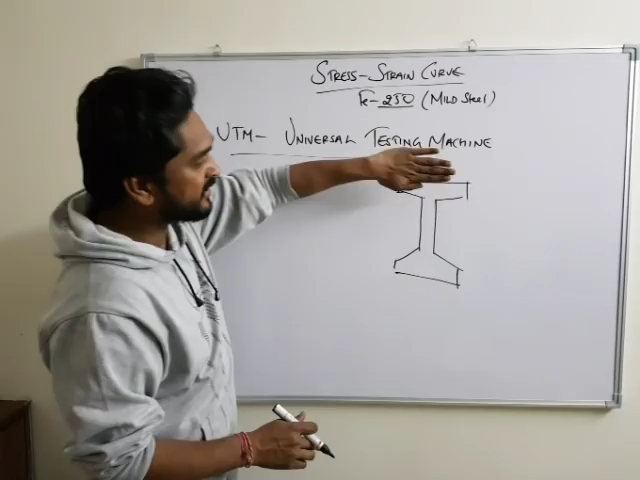 STRESS-STRAIN CURVE
Fe-250 (MILD Steel)
UTM- UNIVERSAL TESTING MACHINE